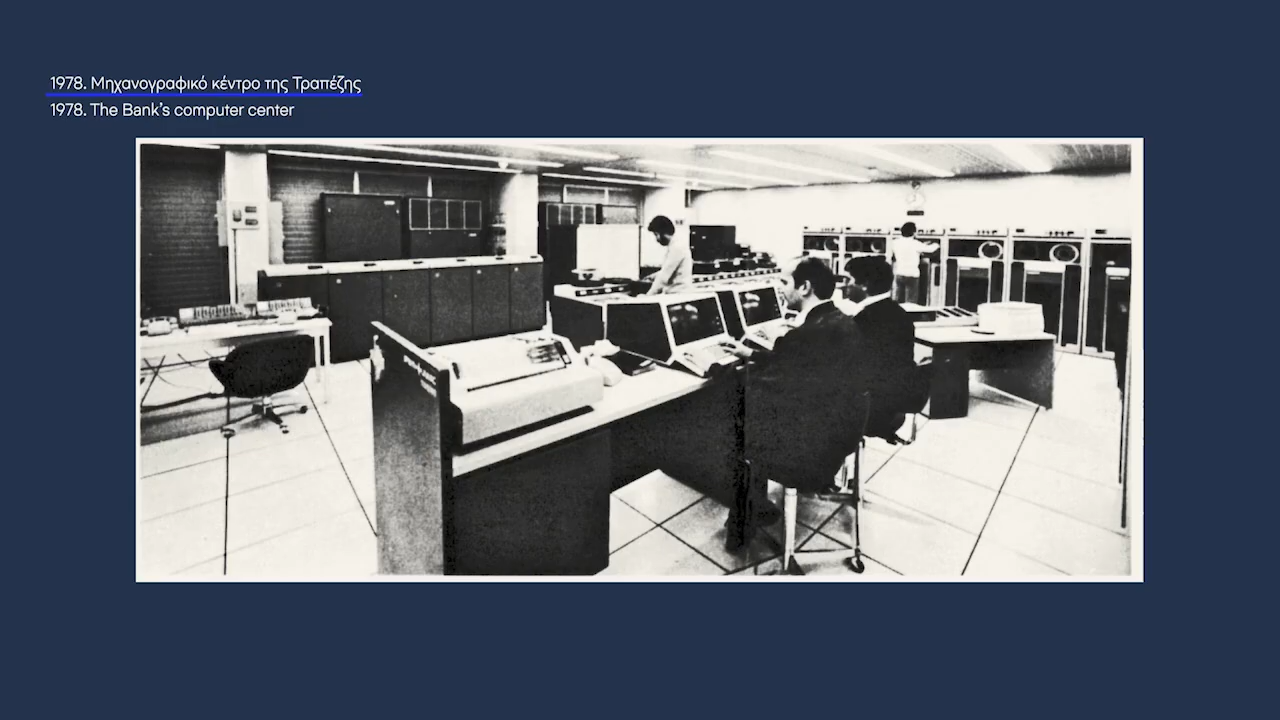 1978. Μηχανογραφικό κέντρο της Τραπέζης
1978. The Bank's computer center